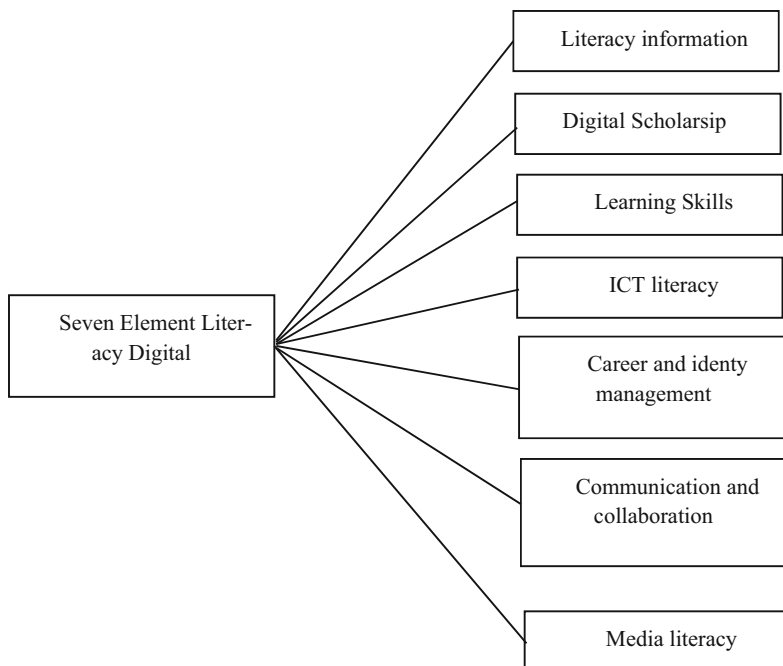 Literacy information
Digital Scholarsip
Learning Skills
ICT literacy
Seven Element Liter-
acy Digital
Career and identy
management
Communication and
collaboration
Media literacy